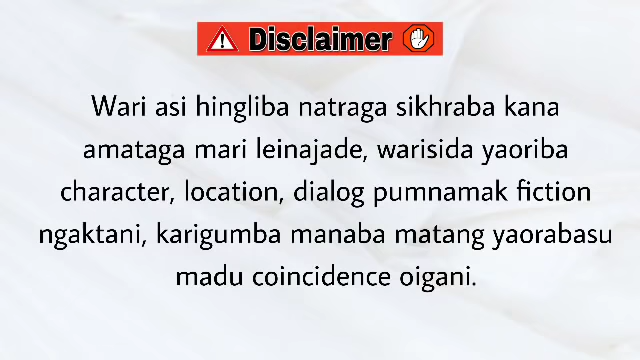 Disclaimer
Wari asi hingliba natraga sikhraba kana
amataga mari leinajade, warisida yaoriba
character, location, dialog pumnamak fiction
ngaktani, karigumba manaba matang yaorabasu
madu coincidence oigani.